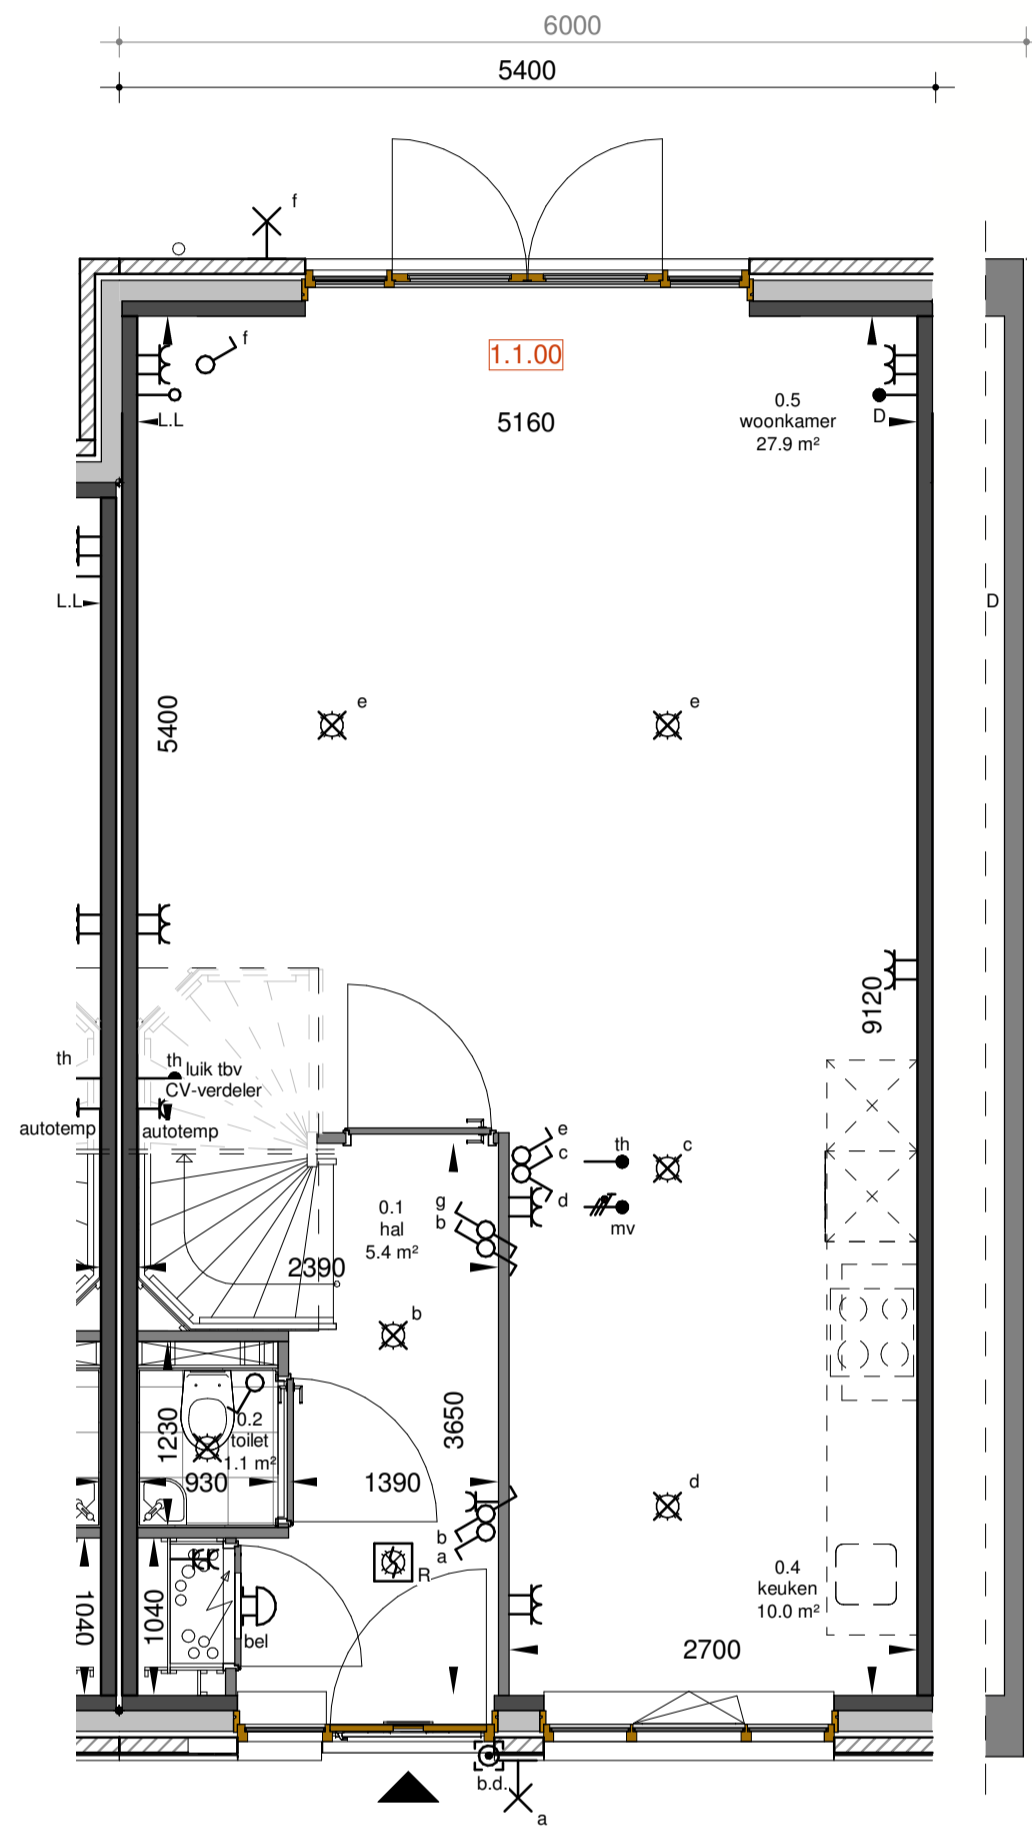 6000
5400
f
f
1.1.00
L.L
5160
0.5
woonkamer
27.9 m²
D
L.L
D
e
e
5400
9120
th
th
luik tbv
CV-verdeler
autotemp
autotemp
e
c
th
c
d
mv
g
b
0.1
hal
5.4 m²
2390
b
3650
1230
0.2
toilet
1.1 m²
930
1390
d
b
a
R
1040
1040
bel
0.4
keuken
10.0 m²
2700
b.d.
a